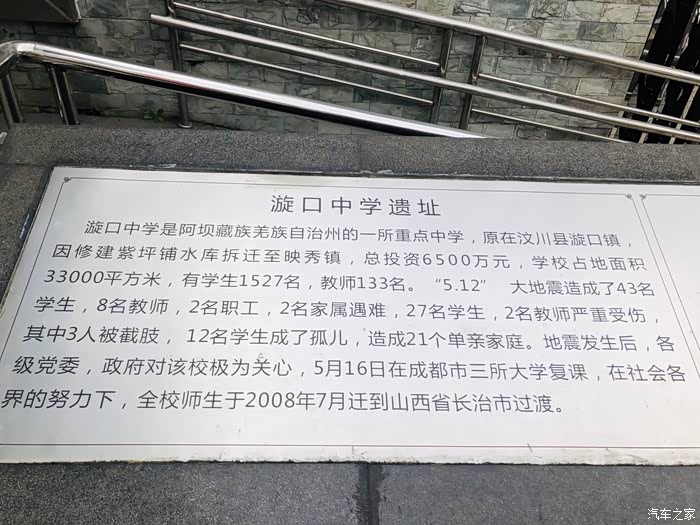 漩口中学遗址
漩口中学是阿坝藏族羌族自治州的一所重点中学，原在汶川县漩口镇，
因修建紫坪铺水库拆迁至映秀镇，总投资6500万元，学校占地面积
33000平方米，有学生1527名，教师133名。“5.12” 大地震造成了43名
学生，8名教师，2名职工，2名家属遇难，27名学生，2名教师严重受伤，
其中3人被截肢， 12名学生成了孤儿，造成21个单亲家庭。地震发生后，各
级党委，政府对该校极为关心，5月16日在成都市三所大学复课，在社会各
界的努力下，全校师生于2008年7月迁到山西省长治市过渡。
汽车之家